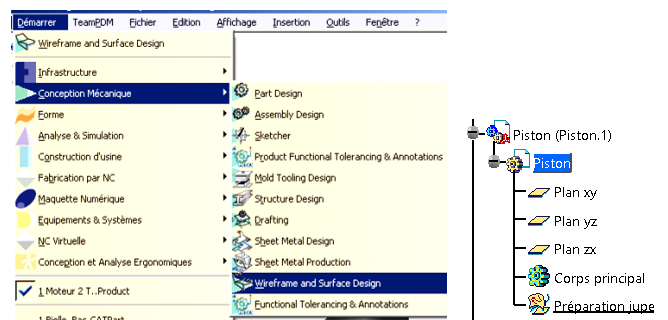 Démarrer TeamPDM Fichier Edition Affichage Insertion Outils Fenêtre ?
Wireframe and Surface Design
Infrastructure
Conception Mécanique
Forme
Analyse & Simulation
Construction d'usine
Fabrication par NC
Maquette Numérique
Equipements & Systèmes
NC Virtuelle
Conception et Analyse Ergonomiques
1 Moteur 2 T..Product
1 Bielle_Bas.CATPart
Part Design
Assembly Design
Sketcher
Product Functional Tolerancing & Annotations
Mold Tooling Design
Structure Design
Drafting
Sheet Metal Design
Sheet Metal Production
Wireframe and Surface Design
Functional Tolerancing & Annotations
Piston (Piston.1)
Piston
Plan xy
Plan yz
Plan zx
Corps principal
Préparation jupe